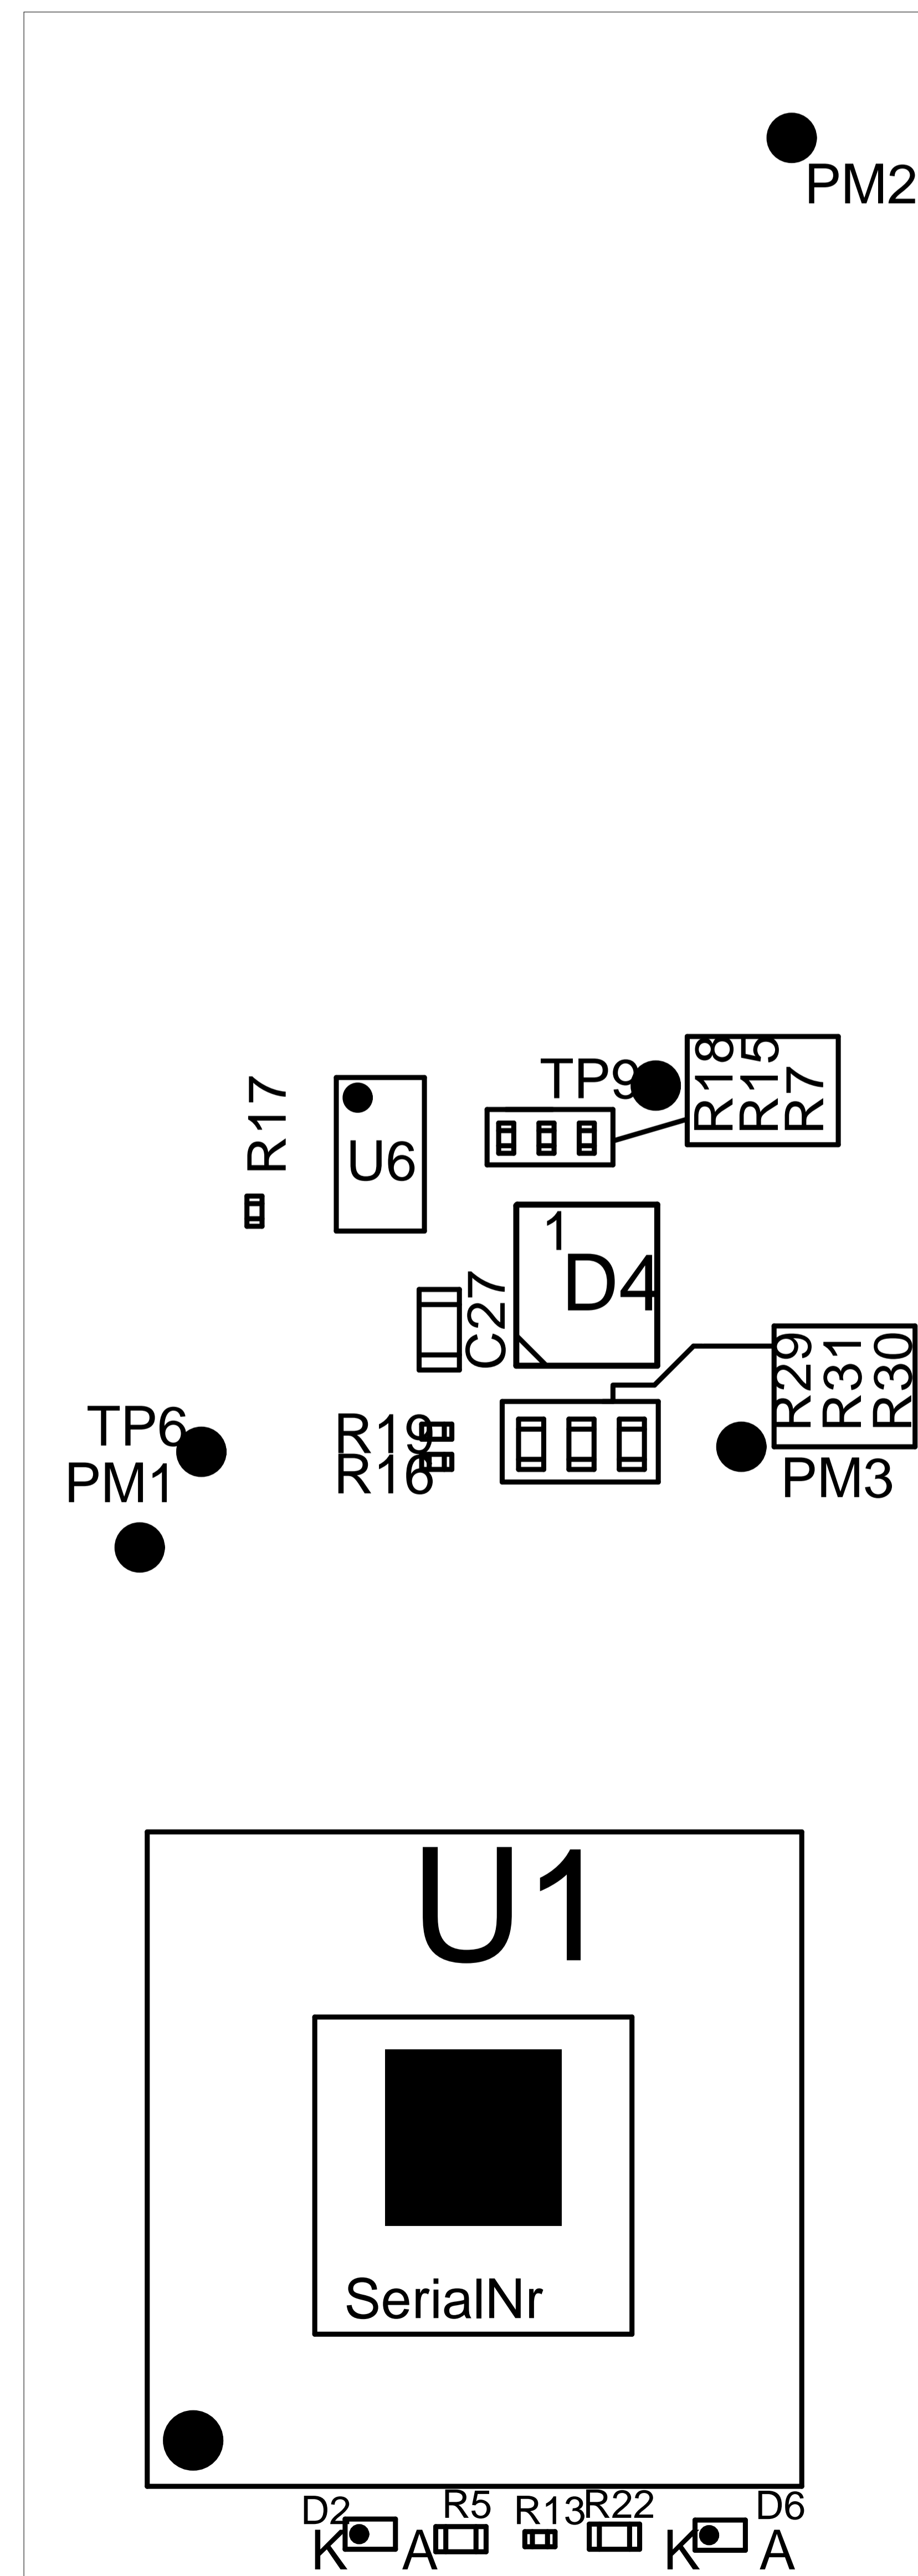 PM2
R18
R15
R7
TP9
R17
U6
1
D4
C27
R29
R31
R30
TP6
R19
R16
PM1
PM3
U1
SerialNr
D2
R5
R13
R22
D6
K
A
K
A